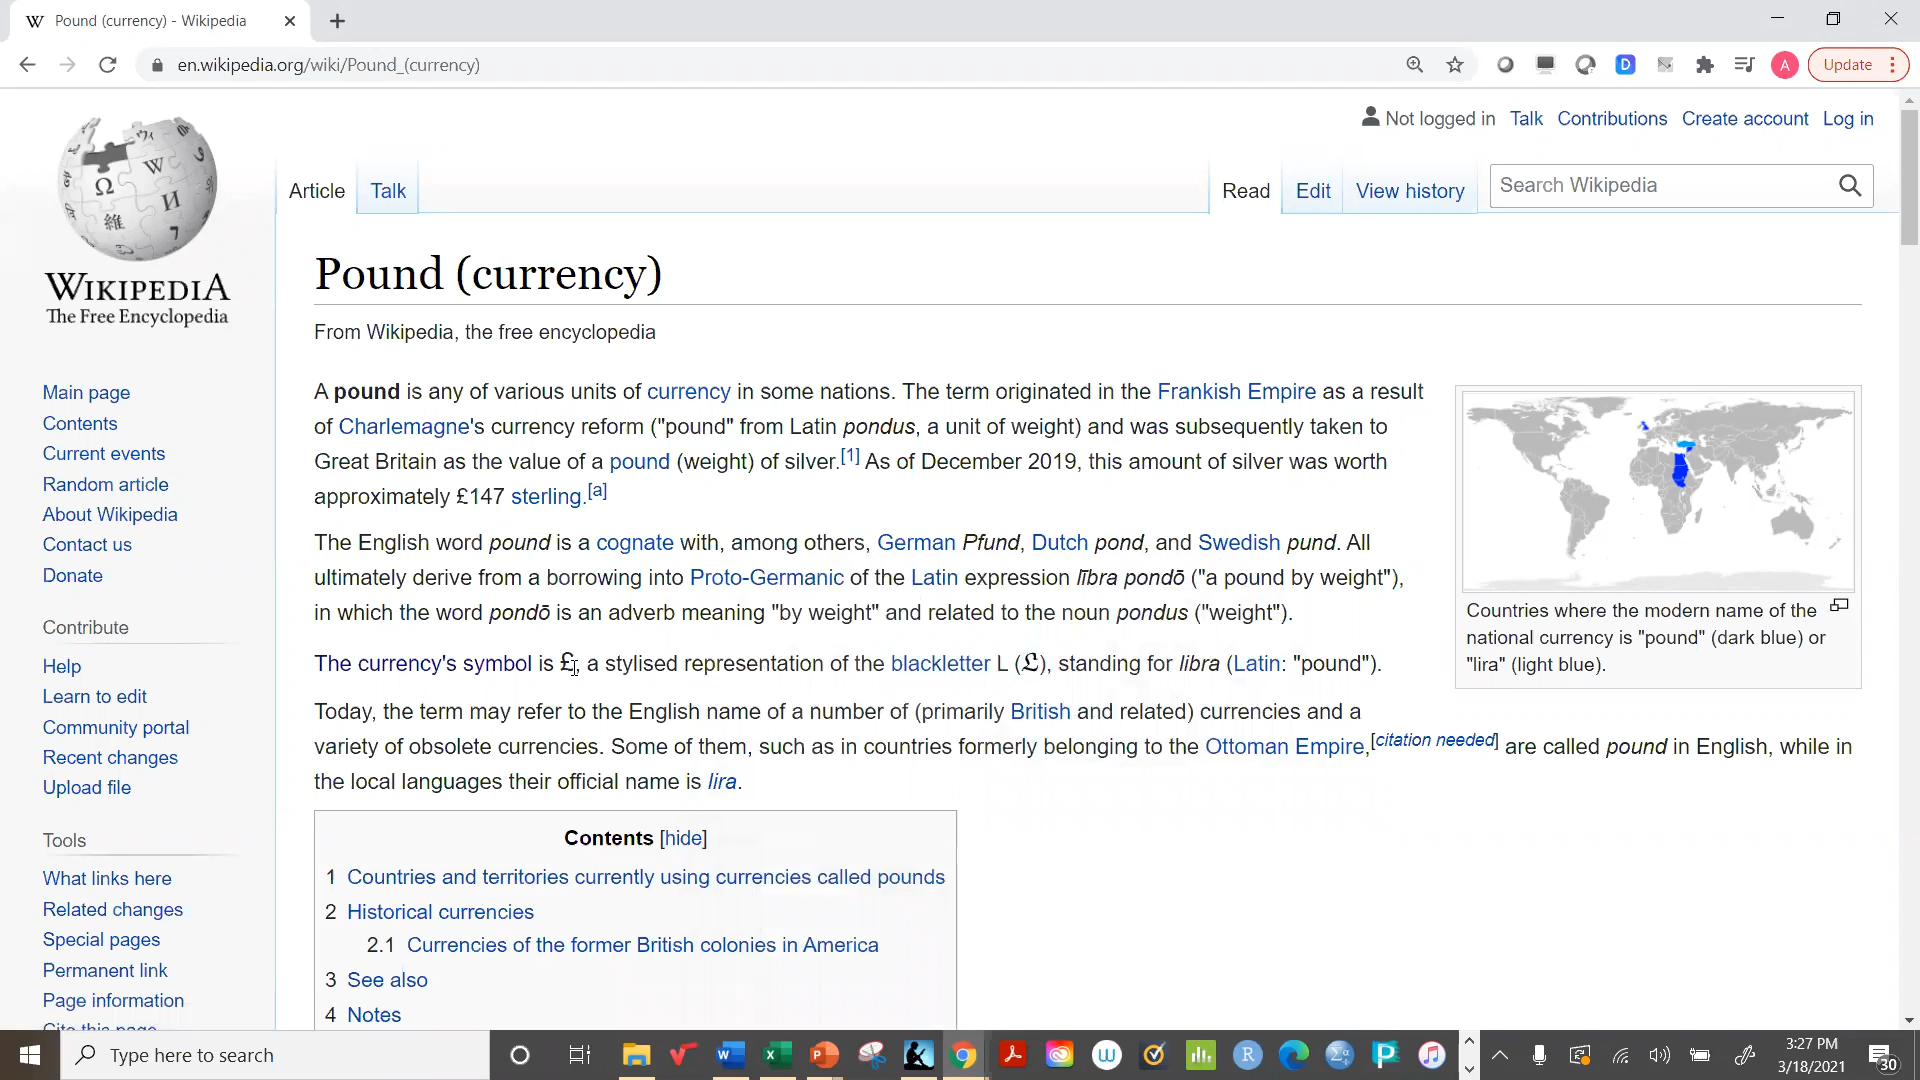 Pound (currency) - Wikipedia
en.wikipedia.org/wiki/Pound_(currency)
D
A
Update
Not logged in Talk Contributions Create account Log in
Article Talk
Read Edit View history
Search Wikipedia
WIKIPEDIA
The Free Encyclopedia
Pound (currency)
From Wikipedia, the free encyclopedia
A pound is any of various units of currency in some nations. The term originated in the Frankish Empire as a result
of Charlemagne's currency reform ("pound" from Latin pondus, a unit of weight) and was subsequently taken to
Great Britain as the value of a pound (weight) of silver.[1] As of December 2019, this amount of silver was worth
approximately £147 sterling.[a]
The English word pound is a cognate with, among others, German Pfund, Dutch pond, and Swedish pund. All
ultimately derive from a borrowing into Proto-Germanic of the Latin expression lībra pondō ("a pound by weight"),
in which the word pondō is an adverb meaning "by weight" and related to the noun pondus ("weight").
The currency's symbol is £, a stylised representation of the blackletter L (𝕷), standing for libra (Latin: "pound").
Today, the term may refer to the English name of a number of (primarily British and related) currencies and a
variety of obsolete currencies. Some of them, such as in countries formerly belonging to the Ottoman Empire,[citation needed] are called pound in English, while in
the local languages their official name is lira.
Countries where the modern name of the
national currency is "pound" (dark blue) or
"lira" (light blue).
Contents [hide]
1 Countries and territories currently using currencies called pounds
2 Historical currencies
2.1 Currencies of the former British colonies in America
3 See also
4 Notes
Main page
Contents
Current events
Random article
About Wikipedia
Contact us
Donate
Contribute
Help
Learn to edit
Community portal
Recent changes
Upload file
Tools
What links here
Related changes
Special pages
Permanent link
Page information
Cite this page
Type here to search
3:27 PM
3/18/2021
30